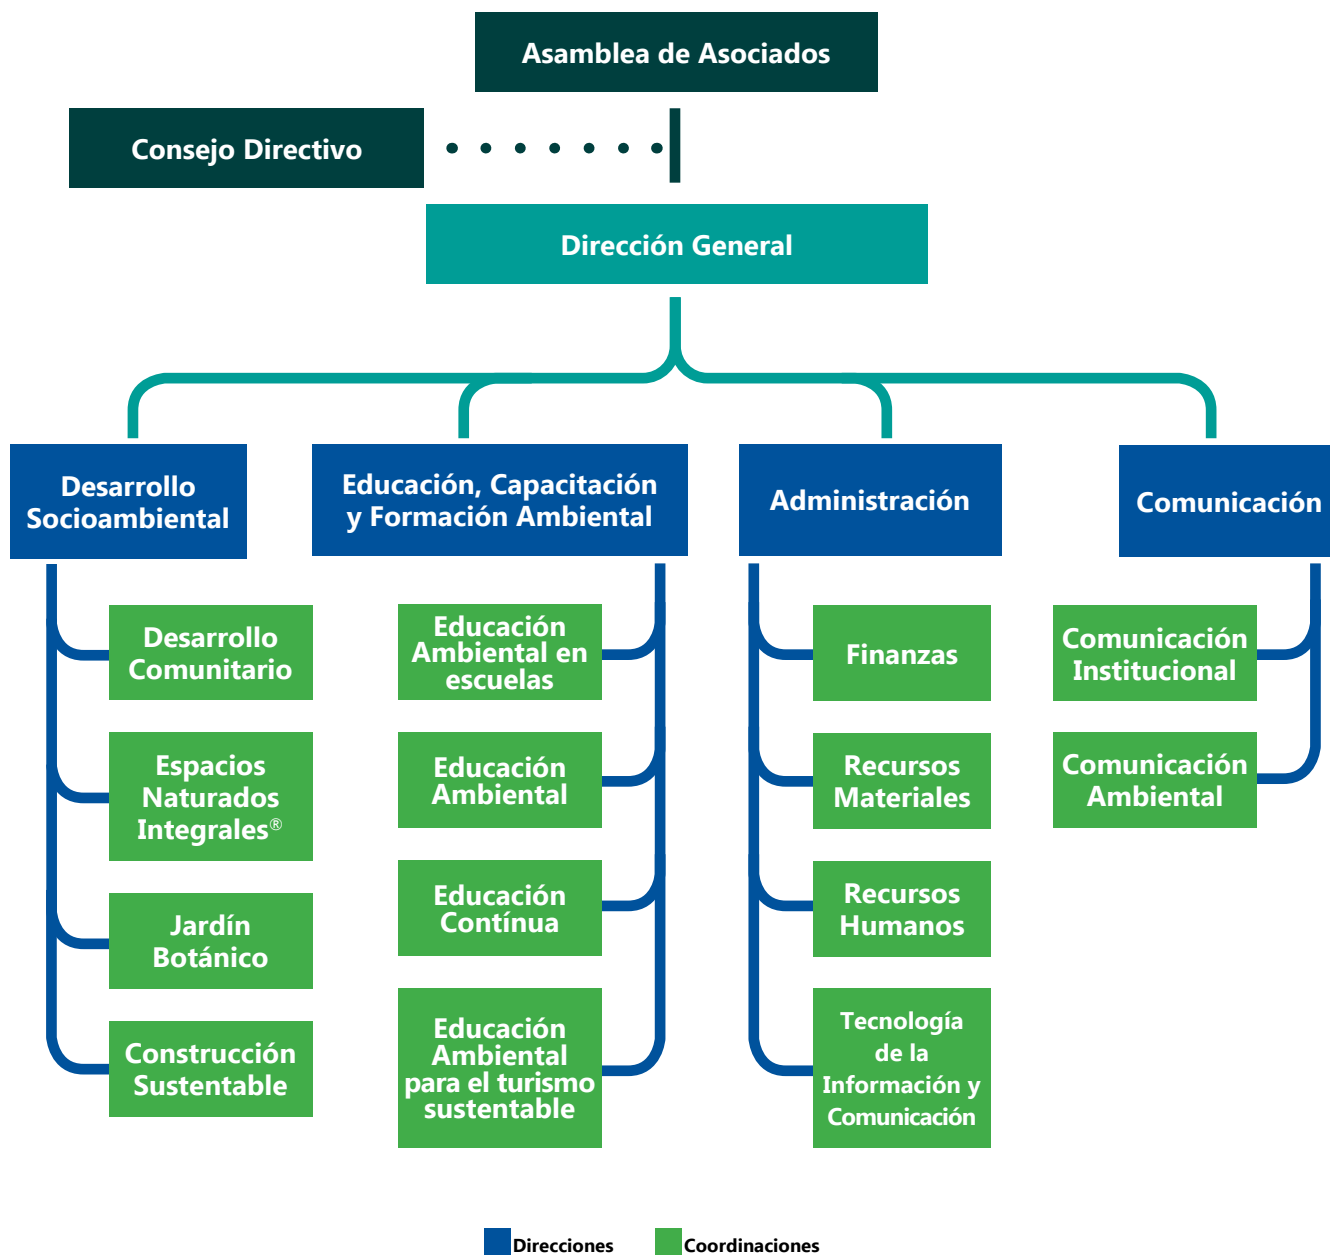 Asamblea de Asociados
Consejo Directivo
Dirección General
Desarrollo
Socioambiental
Educación, Capacitación
y Formación Ambiental
Administración
Comunicación
Desarrollo
Comunitario
Espacios
Naturados
Integrales®
Jardín
Botánico
Construcción
Sustentable
Educación
Ambiental en
escuelas
Educación
Ambiental
Educación
Contínua
Educación
Ambiental
para el turismo
sustentable
Finanzas
Recursos
Materiales
Recursos
Humanos
Tecnología
de la
Información y
Comunicación
Comunicación
Institucional
Comunicación
Ambiental
Direcciones
Coordinaciones